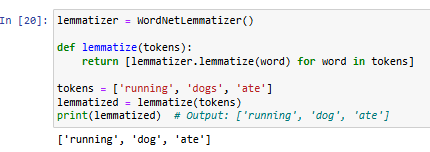 In [20]: lemmatizer = WordNetLemmatizer()
def lemmatize(tokens):
    return [lemmatizer.lemmatize(word) for word in tokens]
tokens = ['running', 'dogs', 'ate']
lemmatized = lemmatize(tokens)
print(lemmatized)  # Output: ['running', 'dog', 'ate']
['running', 'dog', 'ate']